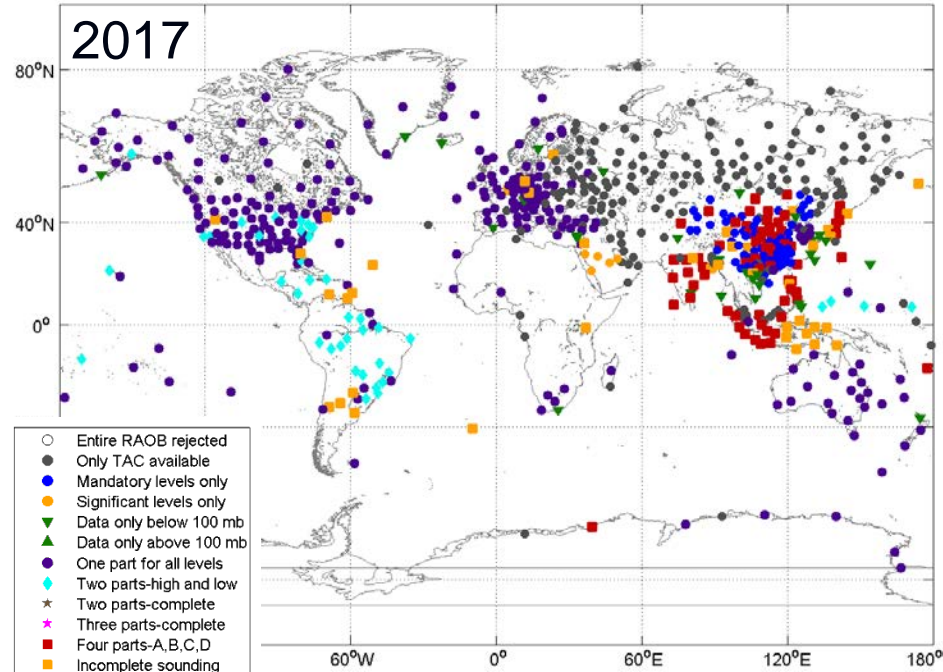 2017
80°N
40°N
0°
Entire RAOB rejected
Only TAC available
Mandatory levels only
Significant levels only
Data only below 100 mb
Data only above 100 mb
One part for all levels
Two parts-high and low
Two parts-complete
Three parts-complete
Four parts-A,B,C,D
Incomplete sounding
60°W
0°
60°E
120°E
180°